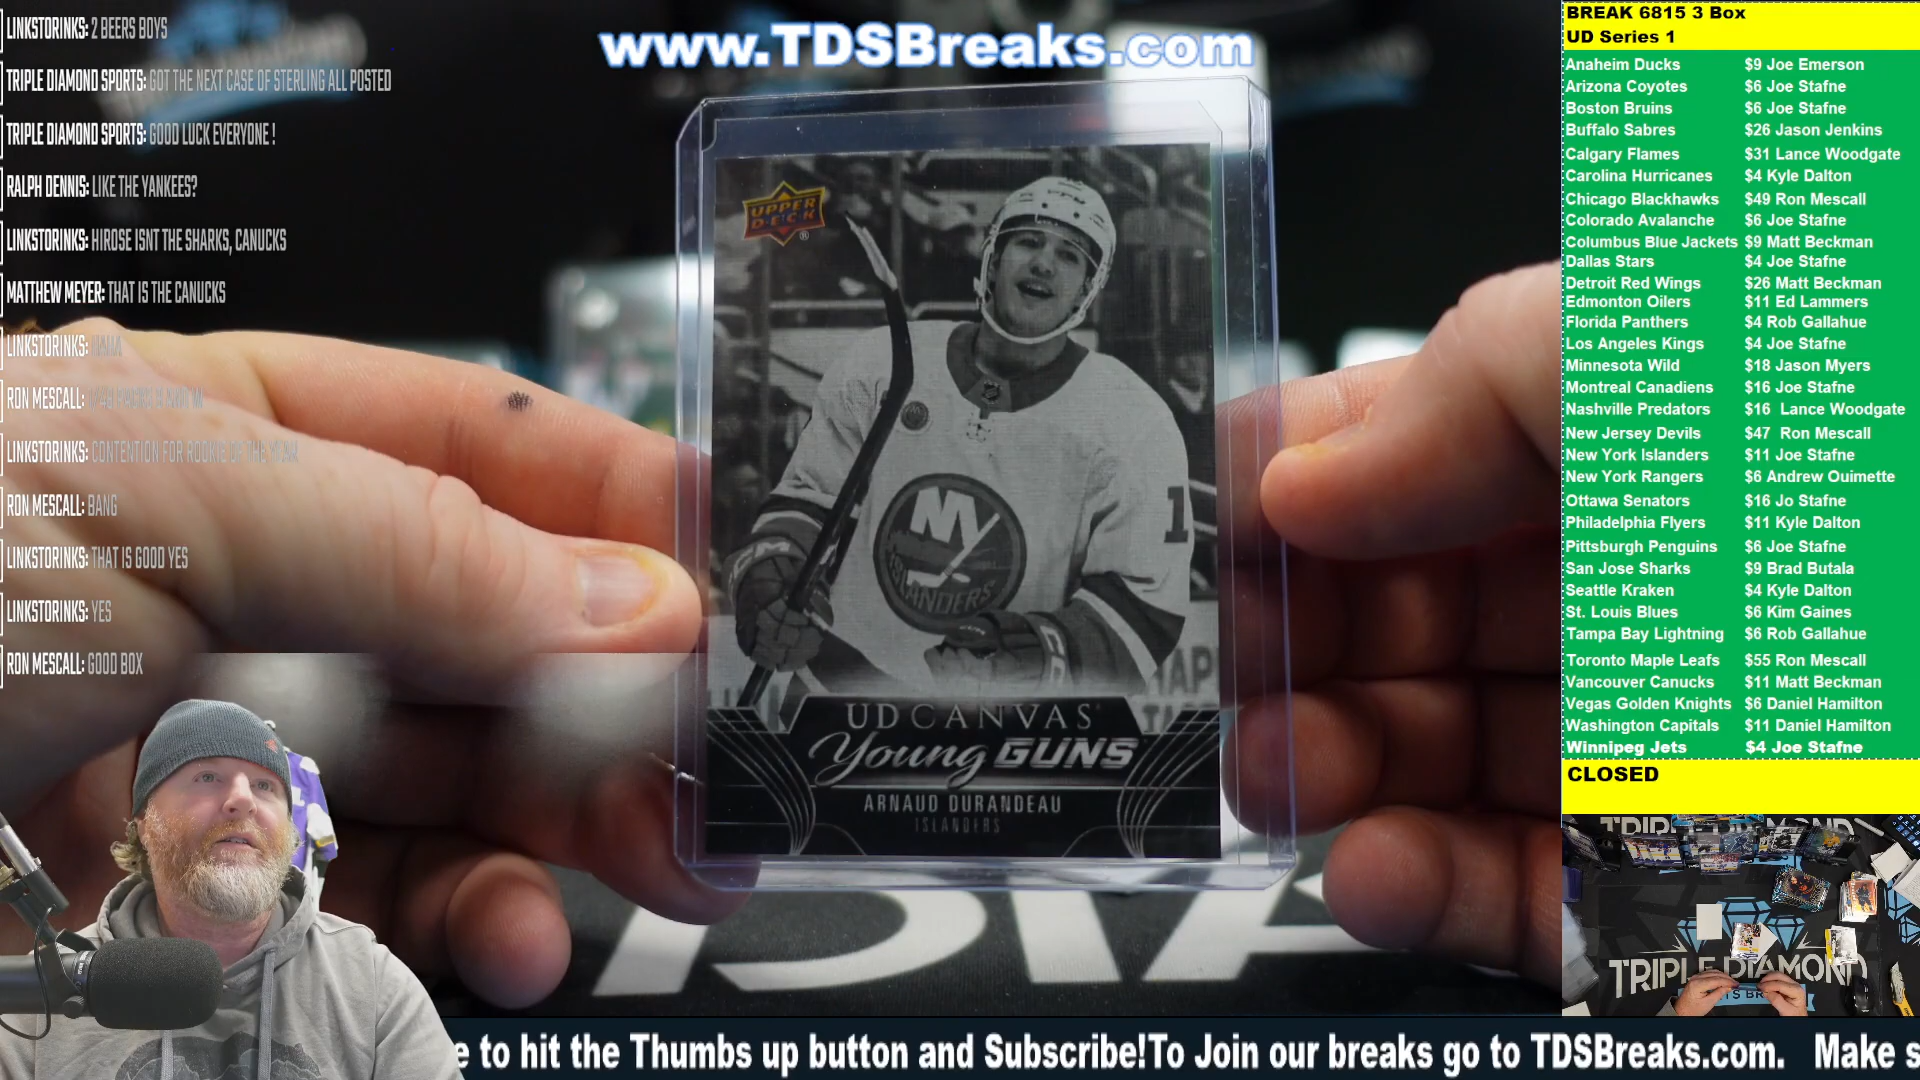 LINKSTORINKS: 2 BEERS BOYS
TRIPLE DIAMOND SPORTS: GOT THE NEXT CASE OF STERLING ALL POSTED
TRIPLE DIAMOND SPORTS: GOOD LUCK EVERYONE !
RALPH DENNIS: LIKE THE YANKEES?
LINKSTORINKS: HIROSE ISNT THE SHARKS, CANUCKS
MATTHEW MEYER: THAT IS THE CANUCKS
LINKSTORINKS:
RON MESCALL:
LINKSTORINKS: CONTENTION FOR ROOKIE OF THE YEAR
RON MESCALL: BANG
LINKSTORINKS: THAT IS GOOD YES
LINKSTORINKS: YES
RON MESCALL: GOOD BOX
www.TDSBreaks.com
UPPER
DECK
®
NY
ISLANDERS
1
CCM
UD CANVAS
Young GUNS
ARNAUD DURANDEAU
ISLANDERS
BREAK 6815 3 Box
UD Series 1
Anaheim Ducks $9 Joe Emerson
Arizona Coyotes $6 Joe Stafne
Boston Bruins $6 Joe Stafne
Buffalo Sabres $26 Jason Jenkins
Calgary Flames $31 Lance Woodgate
Carolina Hurricanes $4 Kyle Dalton
Chicago Blackhawks $49 Ron Mescall
Colorado Avalanche $6 Joe Stafne
Columbus Blue Jackets $9 Matt Beckman
Dallas Stars $4 Joe Stafne
Detroit Red Wings $26 Matt Beckman
Edmonton Oilers $11 Ed Lammers
Florida Panthers $4 Rob Gallahue
Los Angeles Kings $4 Joe Stafne
Minnesota Wild $18 Jason Myers
Montreal Canadiens $16 Joe Stafne
Nashville Predators $16 Lance Woodgate
New Jersey Devils $47 Ron Mescall
New York Islanders $11 Joe Stafne
New York Rangers $6 Andrew Ouimette
Ottawa Senators $16 Jo Stafne
Philadelphia Flyers $11 Kyle Dalton
Pittsburgh Penguins $6 Joe Stafne
San Jose Sharks $9 Brad Butala
Seattle Kraken $4 Kyle Dalton
St. Louis Blues $6 Kim Gaines
Tampa Bay Lightning $6 Rob Gallahue
Toronto Maple Leafs $55 Ron Mescall
Vancouver Canucks $11 Matt Beckman
Vegas Golden Knights $6 Daniel Hamilton
Washington Capitals $11 Daniel Hamilton
Winnipeg Jets $4 Joe Stafne
CLOSED
TRIPLE DIAMOND
e to hit the Thumbs up button and Subscribe!To Join our breaks go to TDSBreaks.com. Make s